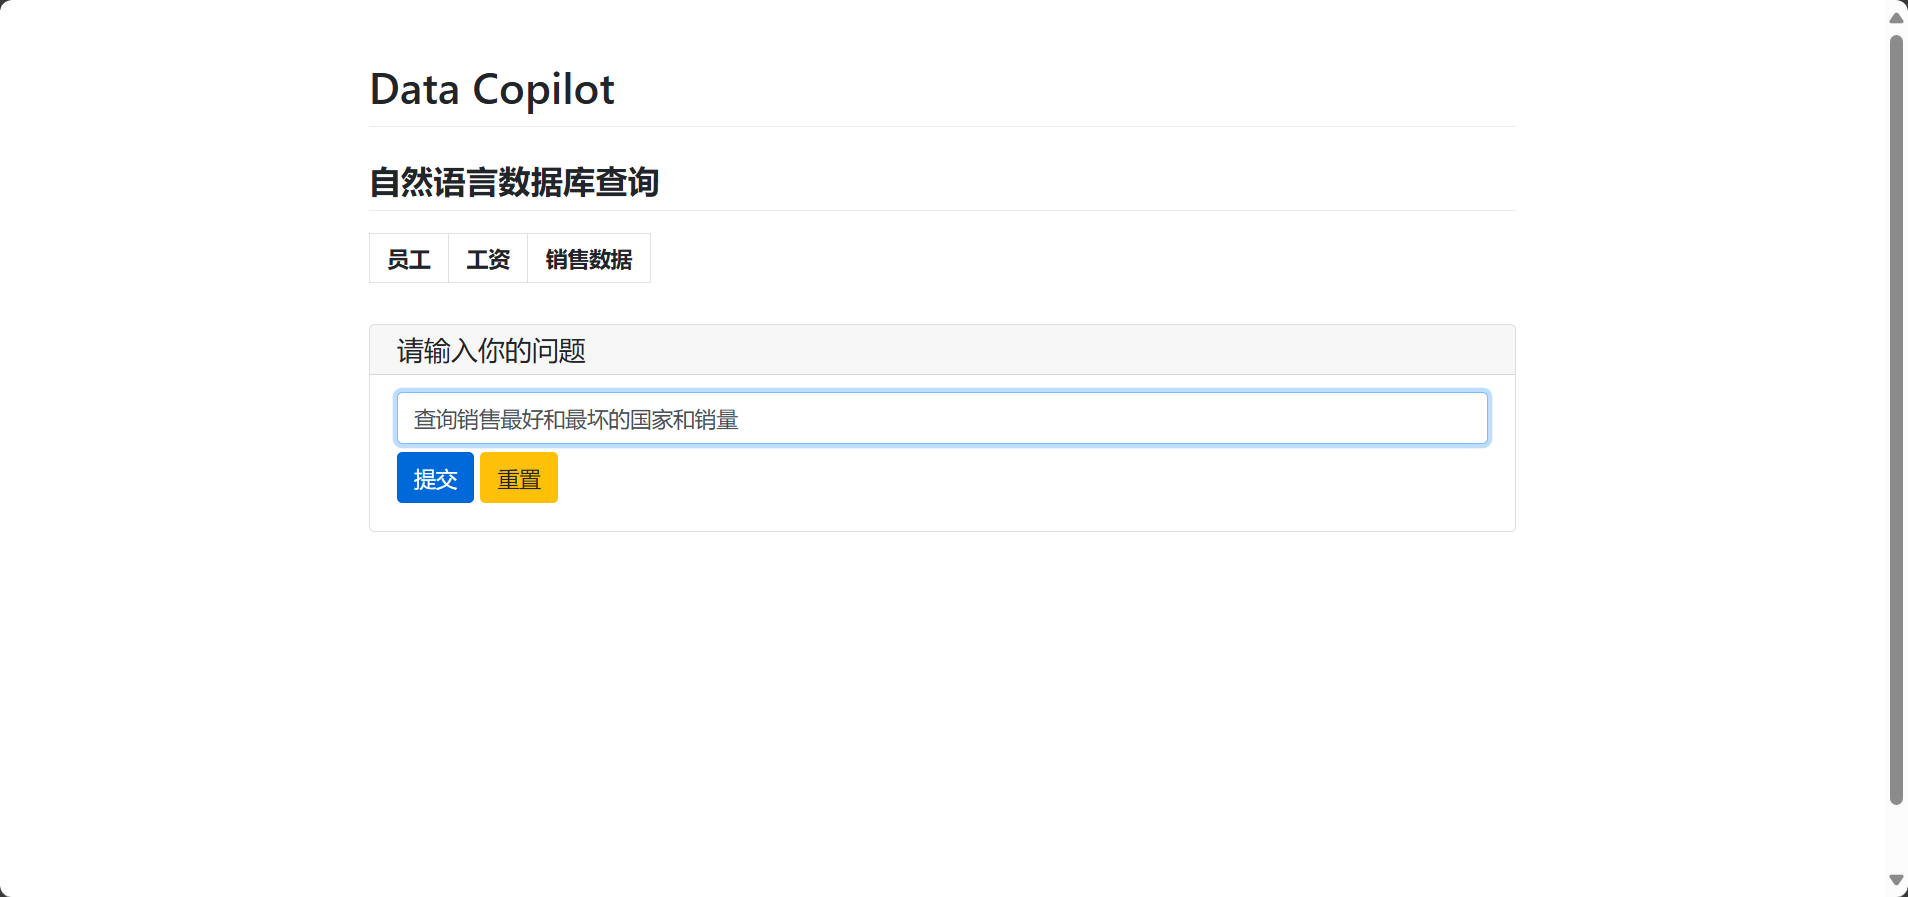 Data Copilot
自然语言数据库查询
员工 工资 销售数据
请输入你的问题
查询销售最好和最坏的国家和销量
提交 重置